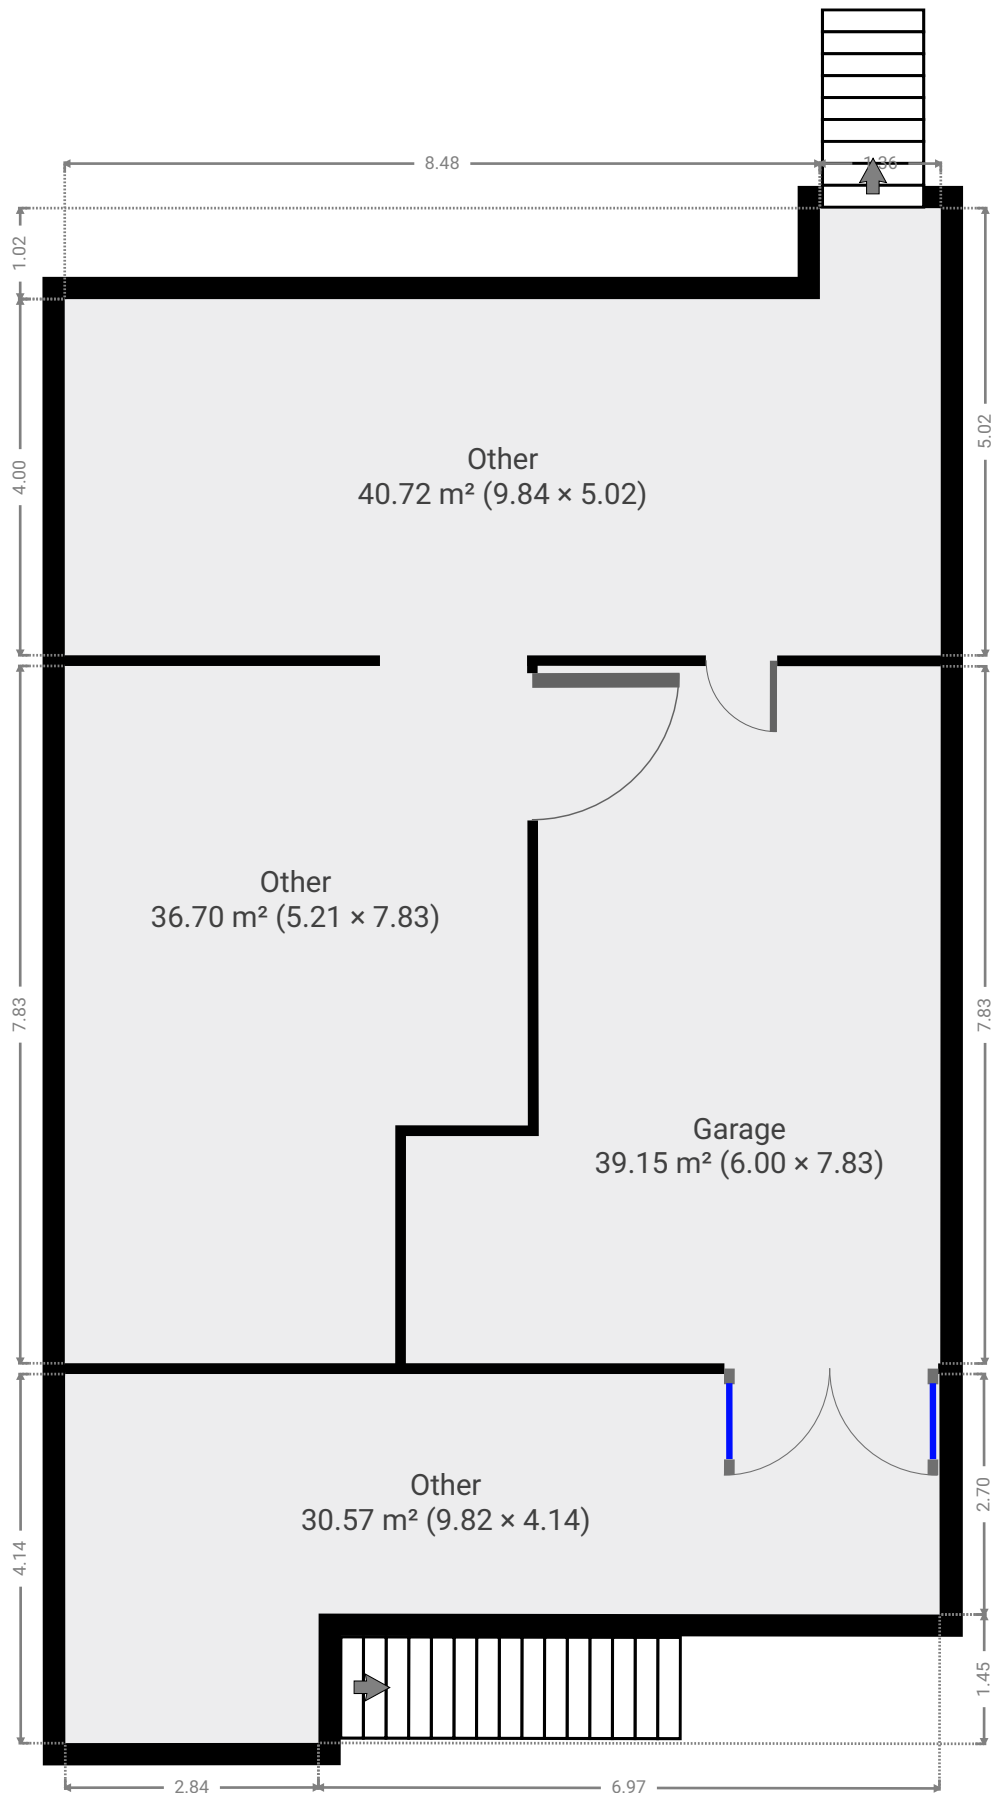 8.48
1.36
1.02
4.00
5.02
Other
40.72 m² (9.84 × 5.02)
Other
36.70 m² (5.21 × 7.83)
7.83
7.83
Garage
39.15 m² (6.00 × 7.83)
Other
30.57 m² (9.82 × 4.14)
4.14
2.70
1.45
2.84
6.97